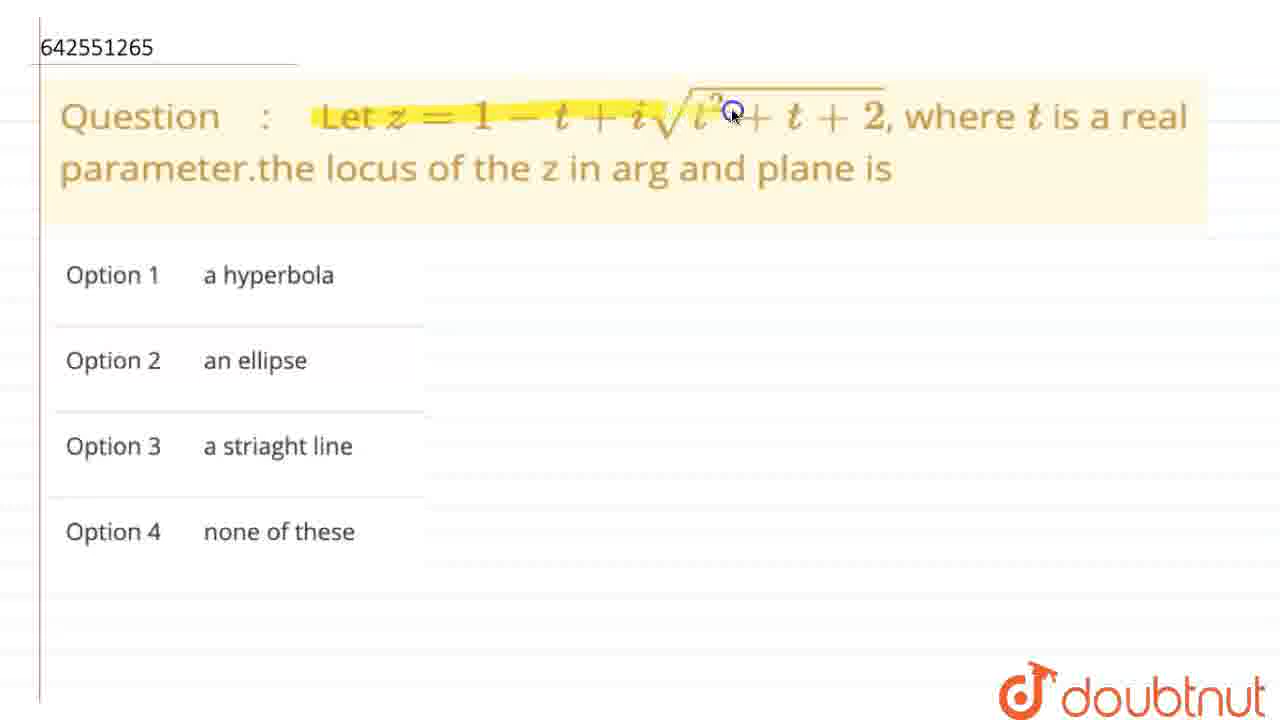 642551265
Question : Let z = 1 − t + i√(t² + t + 2), where t is a real
parameter.the locus of the z in arg and plane is
Option 1 a hyperbola
Option 2 an ellipse
Option 3 a striaght line
Option 4 none of these
doubtnut